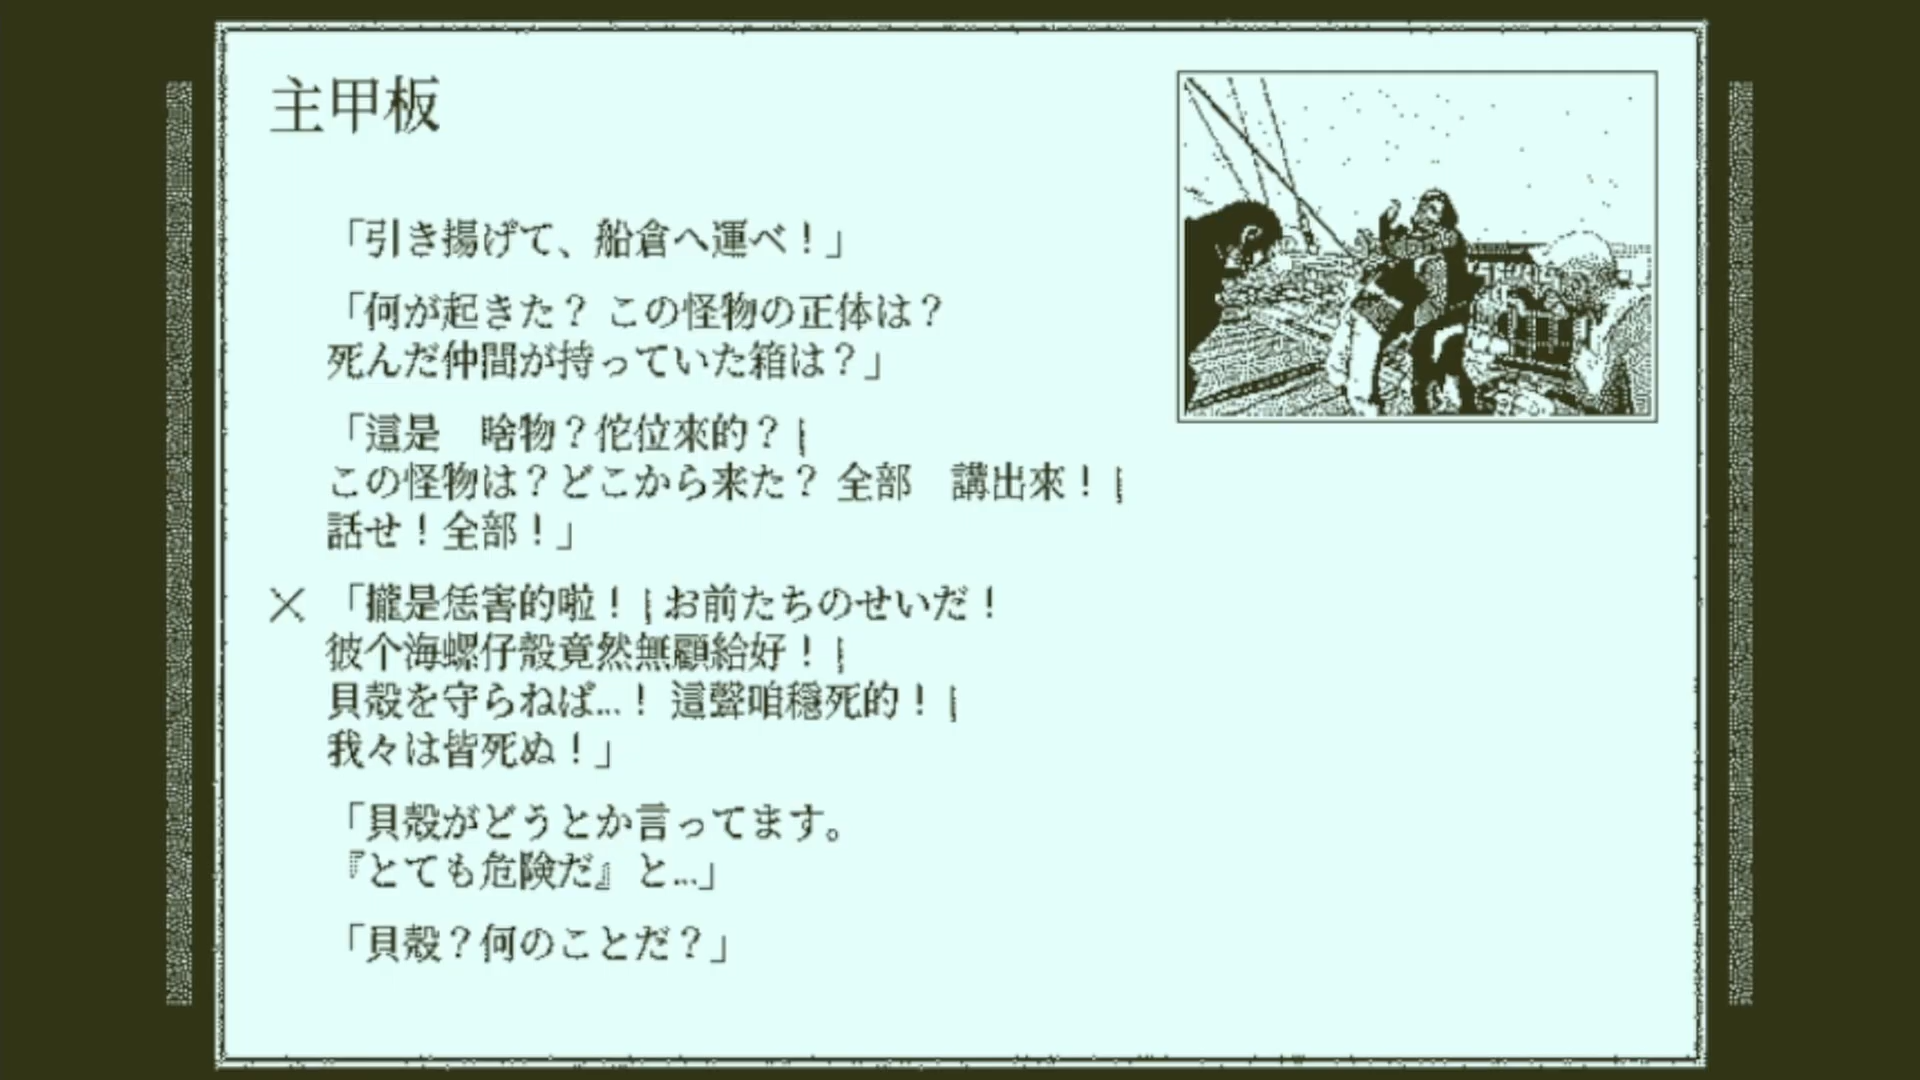 主甲板
「引き揚げて、船倉へ運べ！」
「何が起きた？ この怪物の正体は？
死んだ仲間が持っていた箱は？」
「這是　啥物？佗位來的？|
この怪物は？どこから来た？ 全部　講出來！|
話せ！全部！」
✕ 「攏是恁害的啦！|お前たちのせいだ！
彼个海螺仔殼竟然無顧給好！|
貝殻を守らねば...！ 這聲咱穩死的！|
我々は皆死ぬ！」
「貝殻がどうとか言ってます。
『とても危険だ』と...」
「貝殻？何のことだ？」